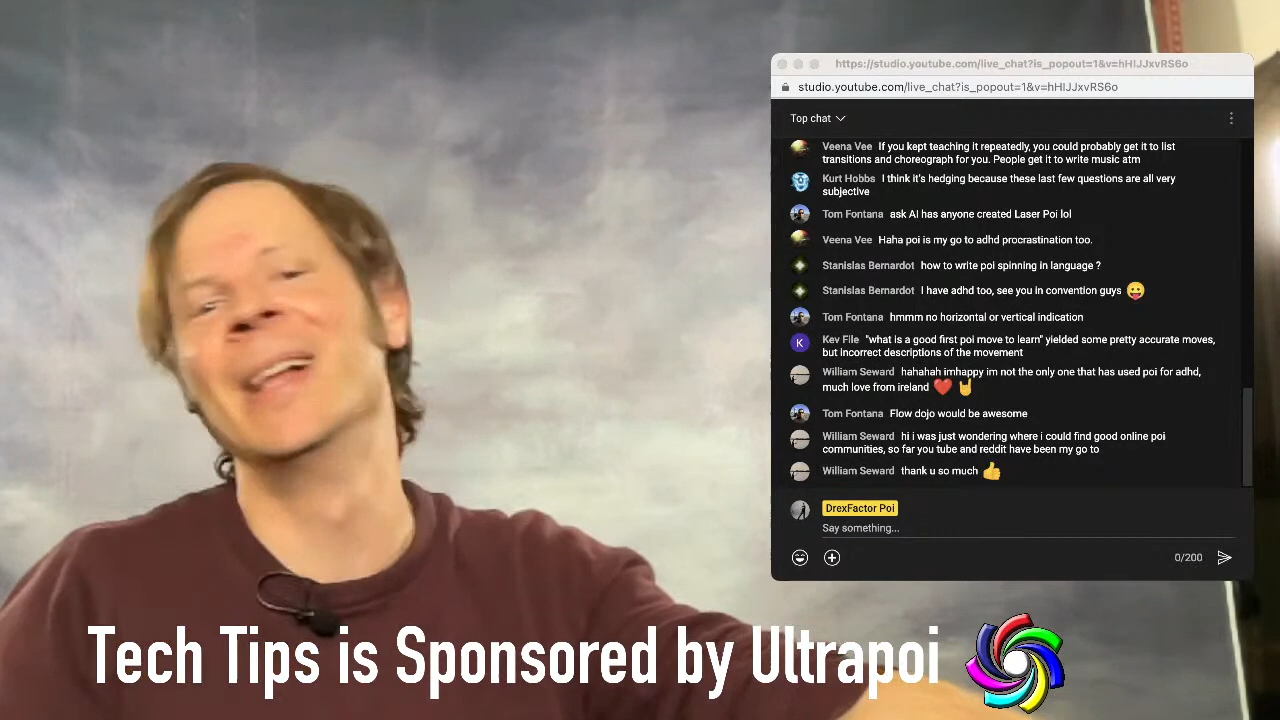 https://studio.youtube.com/live_chat?is_popout=1&v=hHIJJxvRS6o
studio.youtube.com/live_chat?is_popout=1&v=hHIJJxvRS6o
Top chat
Veena Vee If you kept teaching it repeatedly, you could probably get it to list
transitions and choreograph for you. People get it to write music atm
Kurt Hobbs I think it's hedging because these last few questions are all very
subjective
Tom Fontana ask AI has anyone created Laser Poi lol
Veena Vee Haha poi is my go to adhd procrastination too.
Stanislas Bernardot how to write poi spinning in language ?
Stanislas Bernardot I have adhd too, see you in convention guys 😛
Tom Fontana hmmm no horizontal or vertical indication
K Kev File "what is a good first poi move to learn" yielded some pretty accurate moves,
but incorrect descriptions of the movement
William Seward hahahah imhappy im not the only one that has used poi for adhd,
much love from ireland ❤️ 🤘
Tom Fontana Flow dojo would be awesome
William Seward hi i was just wondering where i could find good online poi
communities, so far you tube and reddit have been my go to
William Seward thank u so much 👍
DrexFactor Poi
Say something...
0/200
Tech Tips is Sponsored by Ultrapoi